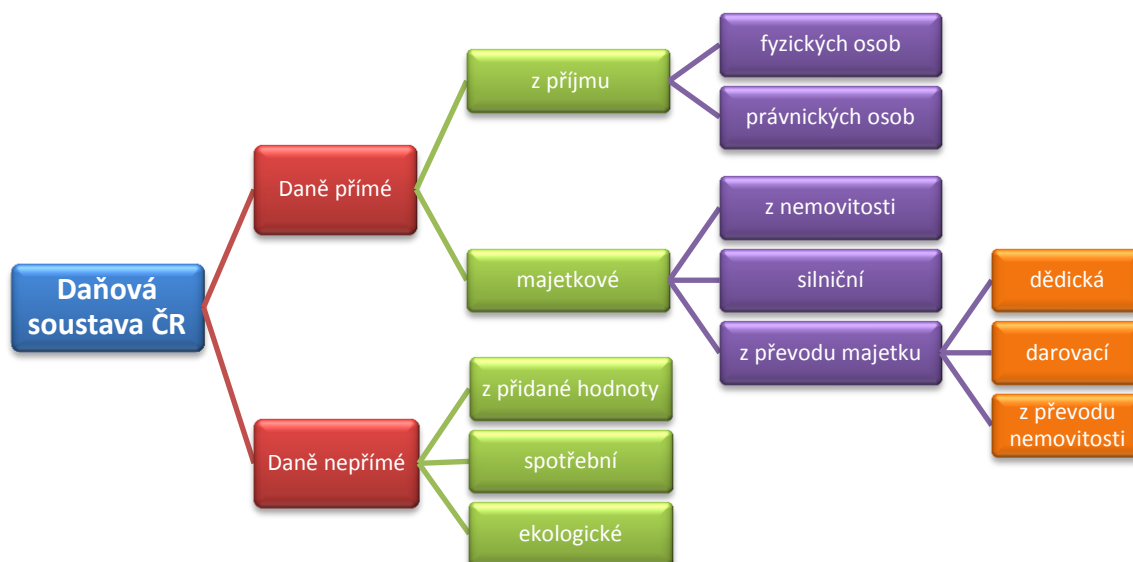 Daňová
soustava ČR
Daně přímé
z příjmu
fyzických osob
právnických osob
majetkové
z nemovitosti
silniční
z převodu majetku
dědická
darovací
z převodu
nemovitosti
Daně nepřímé
z přidané hodnoty
spotřební
ekologické